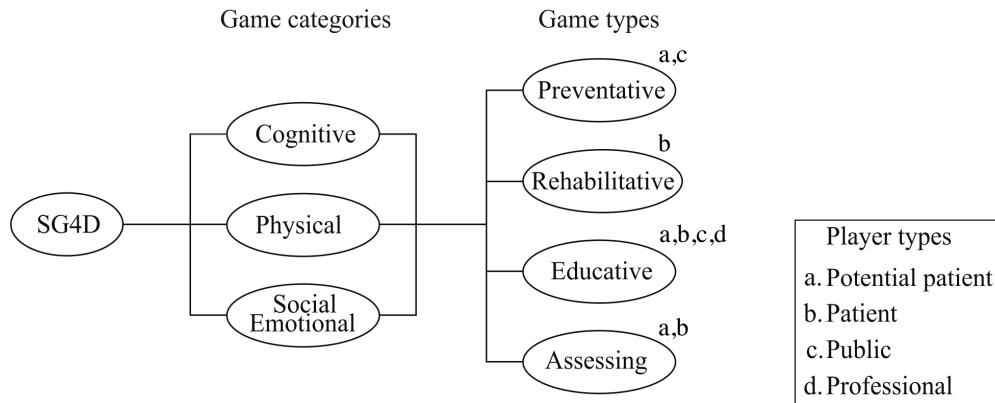 Game categories
Game types
a,c
Preventative
Cognitive
b
Rehabilitative
SG4D
Physical
a,b,c,d
Educative
Social
Emotional
a,b
Assessing
Player types
a. Potential patient
b. Patient
c. Public
d. Professional